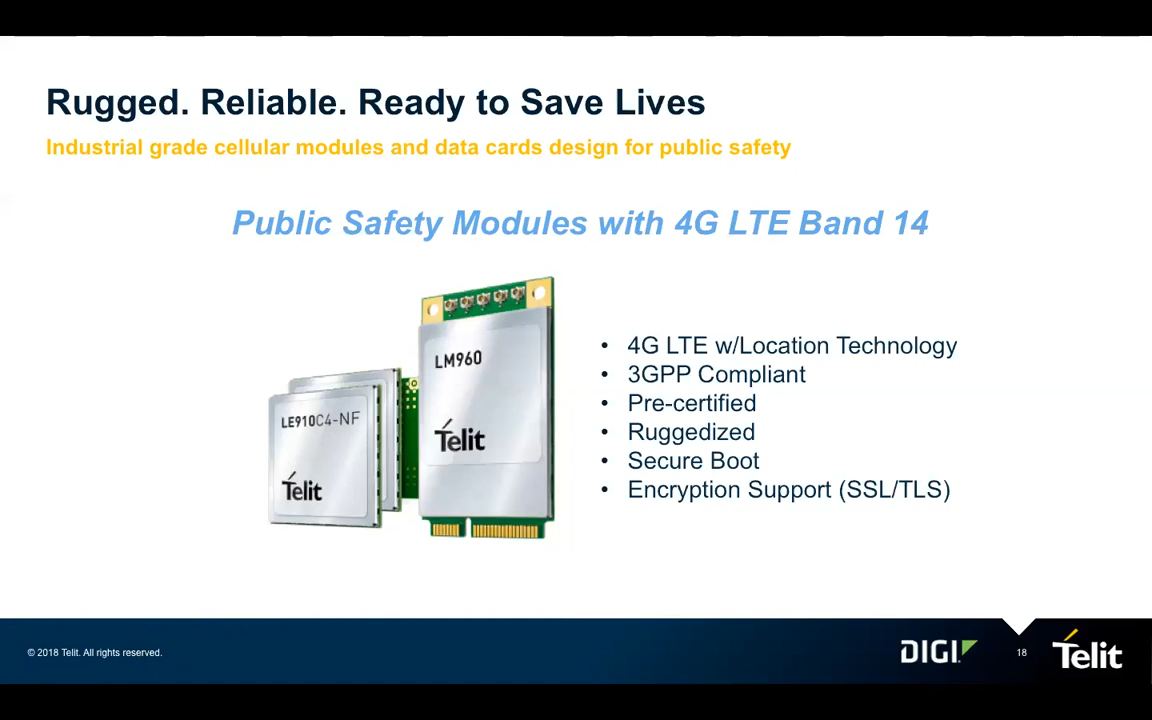 Rugged. Reliable. Ready to Save Lives
Industrial grade cellular modules and data cards design for public safety
Public Safety Modules with 4G LTE Band 14
LM960
Telit
LE910C4-NF
Telit
• 4G LTE w/Location Technology
• 3GPP Compliant
• Pre-certified
• Ruggedized
• Secure Boot
• Encryption Support (SSL/TLS)
© 2018 Telit. All rights reserved.
DIGI
18
Telit